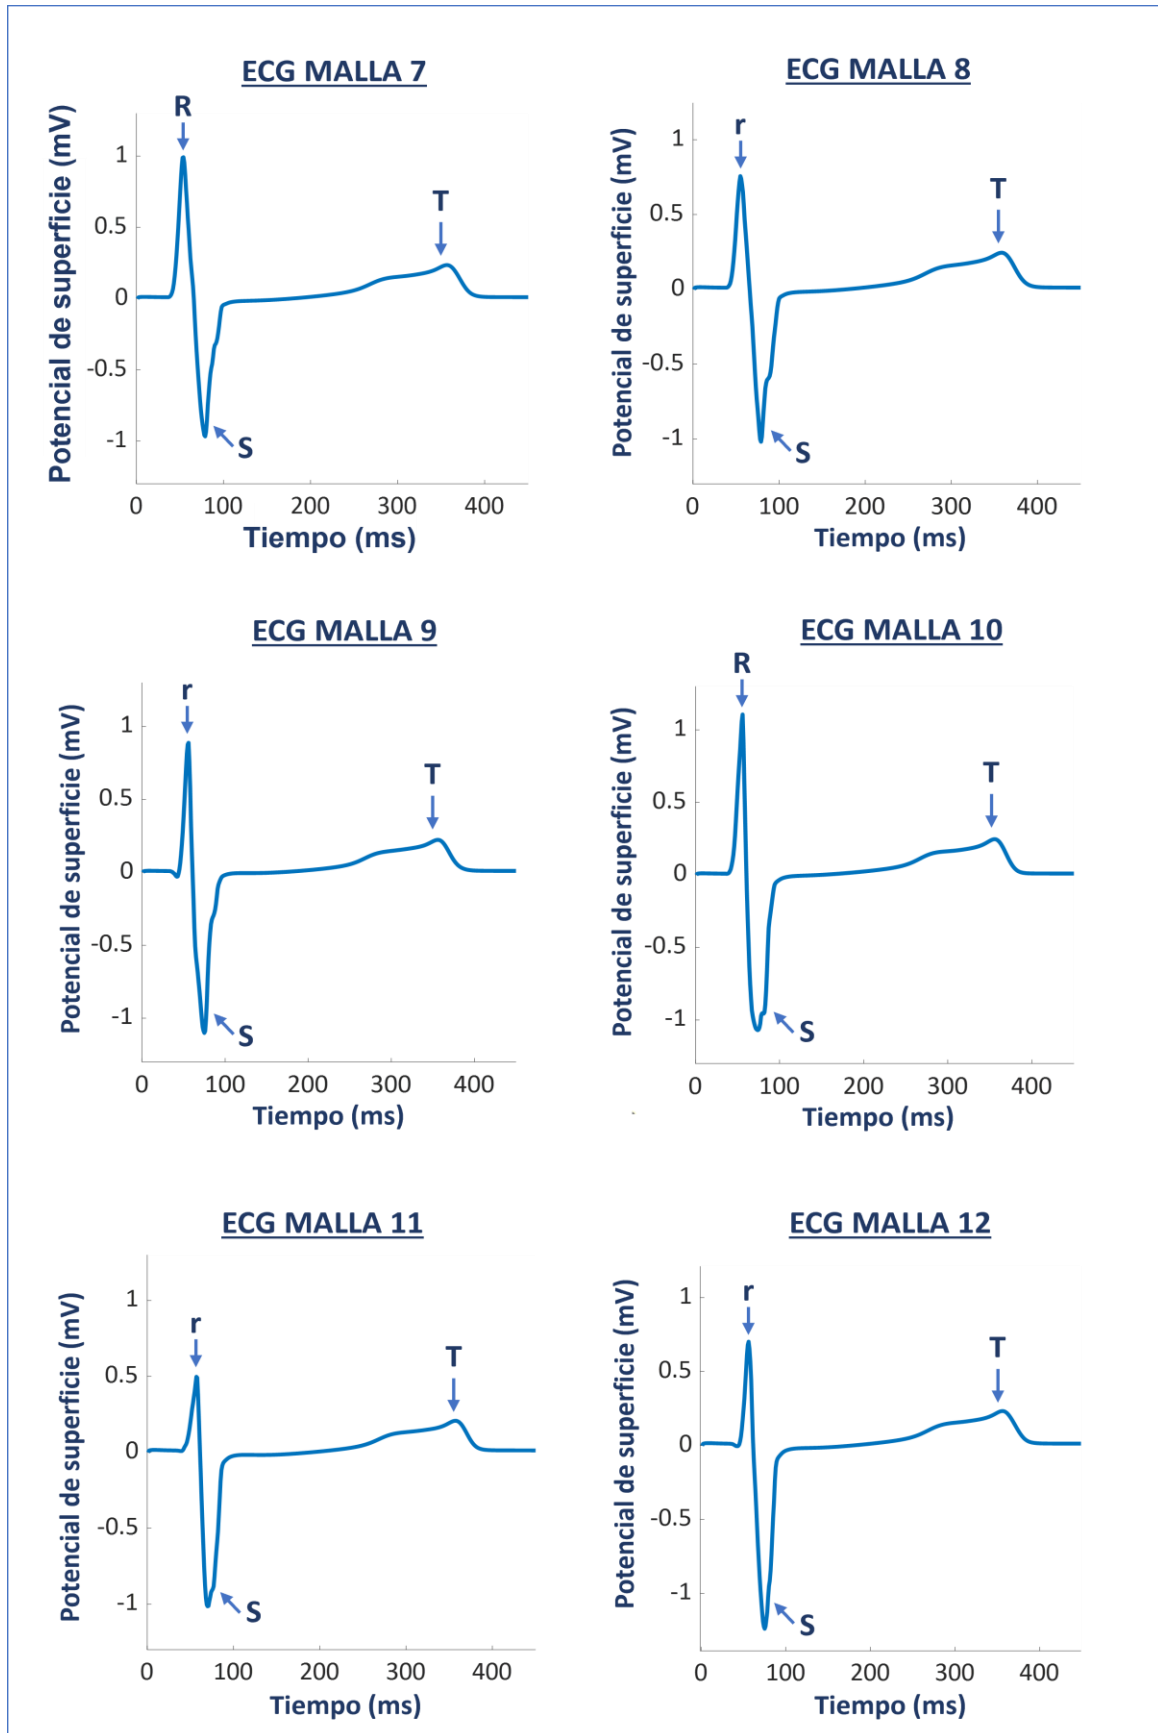 ECG MALLA 7
Potencial de superficie (mV)
R
T
S
1
0.5
0
-0.5
-1
0 100 200 300 400
Tiempo (ms)
ECG MALLA 8
Potencial de superficie (mV)
r
T
S
1
0.5
0
-0.5
-1
0 100 200 300 400
Tiempo (ms)
ECG MALLA 9
Potencial de superficie (mV)
r
T
S
1
0.5
0
-0.5
-1
0 100 200 300 400
Tiempo (ms)
ECG MALLA 10
Potencial de superficie (mV)
R
T
S
1
0.5
0
-0.5
-1
0 100 200 300 400
Tiempo (ms)
ECG MALLA 11
Potencial de superficie (mV)
r
T
S
1
0.5
0
-0.5
-1
0 100 200 300 400
Tiempo (ms)
ECG MALLA 12
Potencial de superficie (mV)
r
T
S
1
0.5
0
-0.5
-1
0 100 200 300 400
Tiempo (ms)